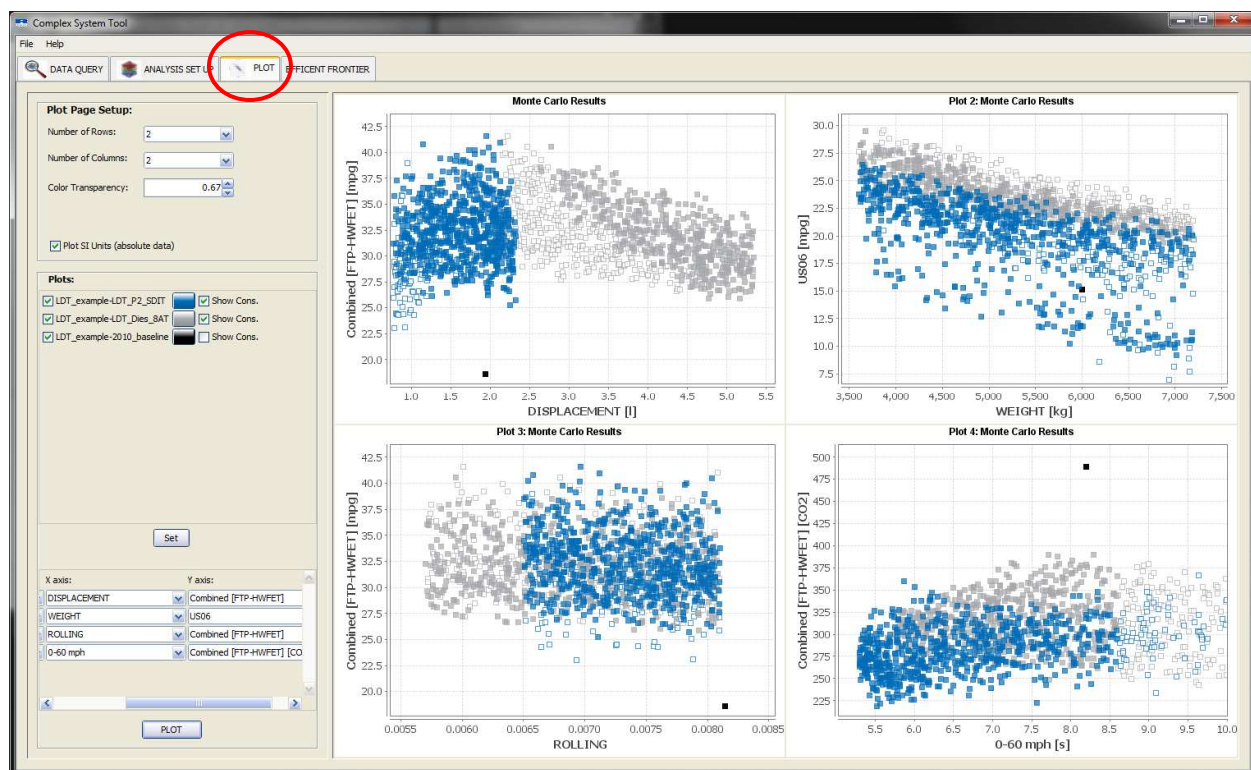 Complex System Tool
File Help
DATA QUERY ANALYSIS SET UP PLOT EFFICENT FRONTIER
Plot Page Setup:
Number of Rows: 2
Number of Columns: 2
Color Transparency: 0.67
Plot SI Units (absolute data)
Plots:
LDT_example-LDT_P2_SDIT Show Cons.
LDT_example-LDT_Dies_8AT Show Cons.
LDT_example-2010_baseline Show Cons.
Set
X axis: Y axis:
DISPLACEMENT Combined [FTP-HWFET]
WEIGHT US06
ROLLING Combined [FTP-HWFET]
0-60 mph Combined [FTP-HWFET] [CO
PLOT
Monte Carlo Results
Combined [FTP-HWFET] [mpg]
42.5
40.0
37.5
35.0
32.5
30.0
27.5
25.0
22.5
20.0
1.0 1.5 2.0 2.5 3.0 3.5 4.0 4.5 5.0 5.5
DISPLACEMENT [l]
Plot 2: Monte Carlo Results
US06 [mpg]
30.0
27.5
25.0
22.5
20.0
17.5
15.0
12.5
10.0
7.5
3,500 4,000 4,500 5,000 5,500 6,000 6,500 7,000 7,500
WEIGHT [kg]
Plot 3: Monte Carlo Results
Combined [FTP-HWFET] [mpg]
42.5
40.0
37.5
35.0
32.5
30.0
27.5
25.0
22.5
20.0
0.0055 0.0060 0.0065 0.0070 0.0075 0.0080 0.0085
ROLLING
Plot 4: Monte Carlo Results
Combined [FTP-HWFET] [CO2]
500
475
450
425
400
375
350
325
300
275
250
225
5.5 6.0 6.5 7.0 7.5 8.0 8.5 9.0 9.5 10.0
0-60 mph [s]